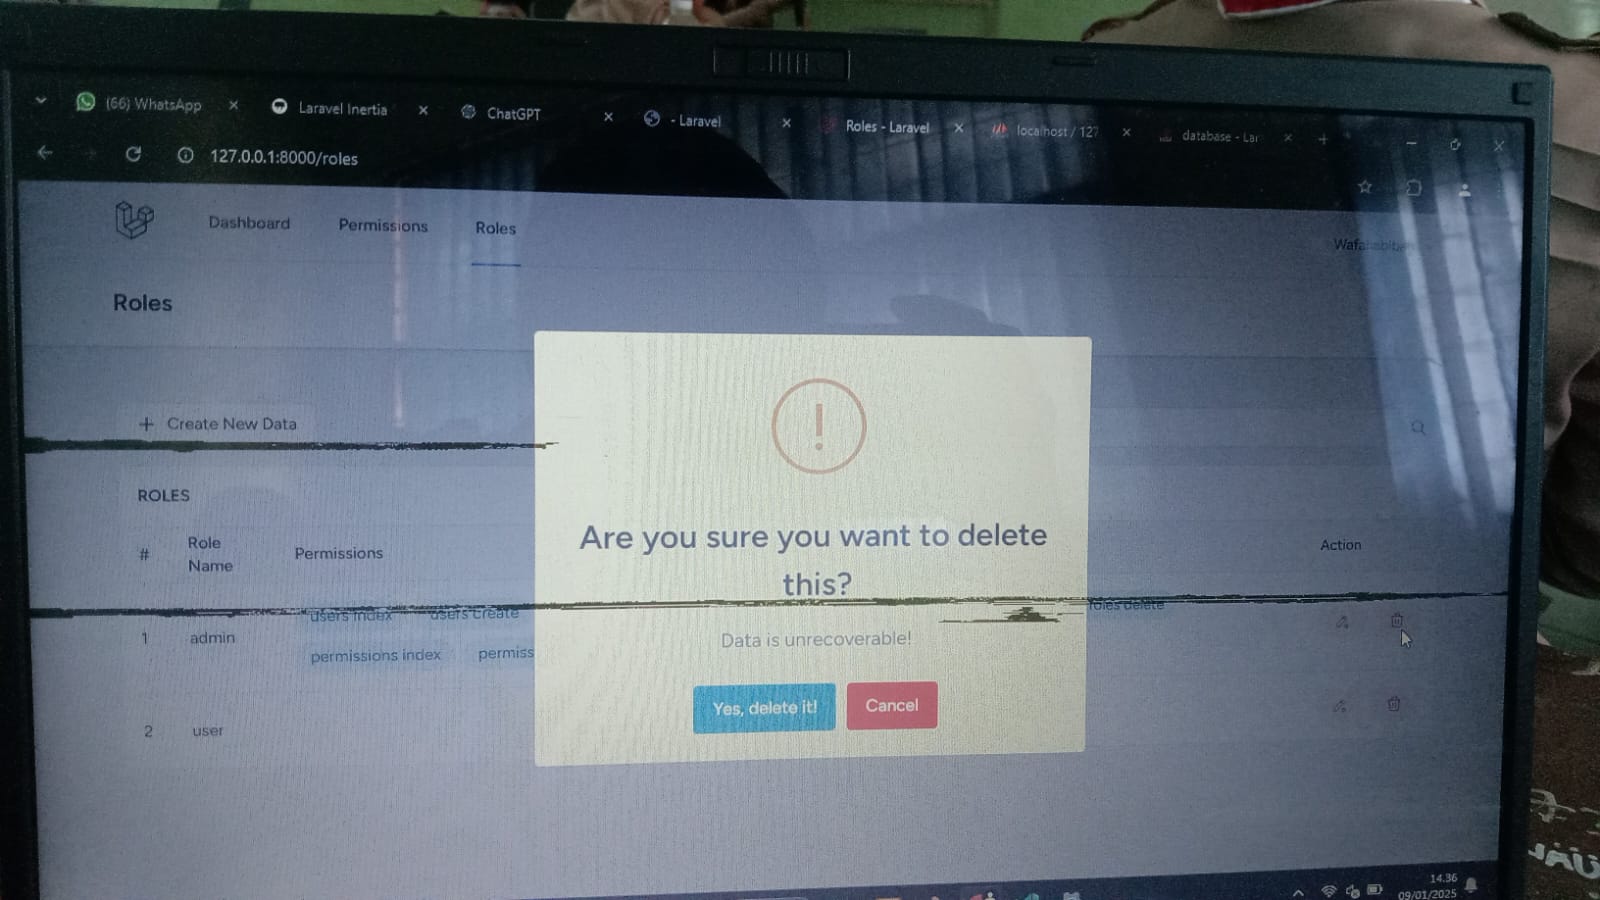 (66) WhatsApp
Laravel Inertia
ChatGPT
- Laravel
Roles - Laravel
localhost / 127
database - Lar
127.0.0.1:8000/roles
Dashboard
Permissions
Roles
Roles
Create New Data
ROLES
#
Role Name
Permissions
Action
1
admin
users index
users create
roles delete
permissions index
permiss
2
user
Are you sure you want to delete
this?
Data is unrecoverable!
Yes, delete it!
Cancel
14.36
09/01/2025